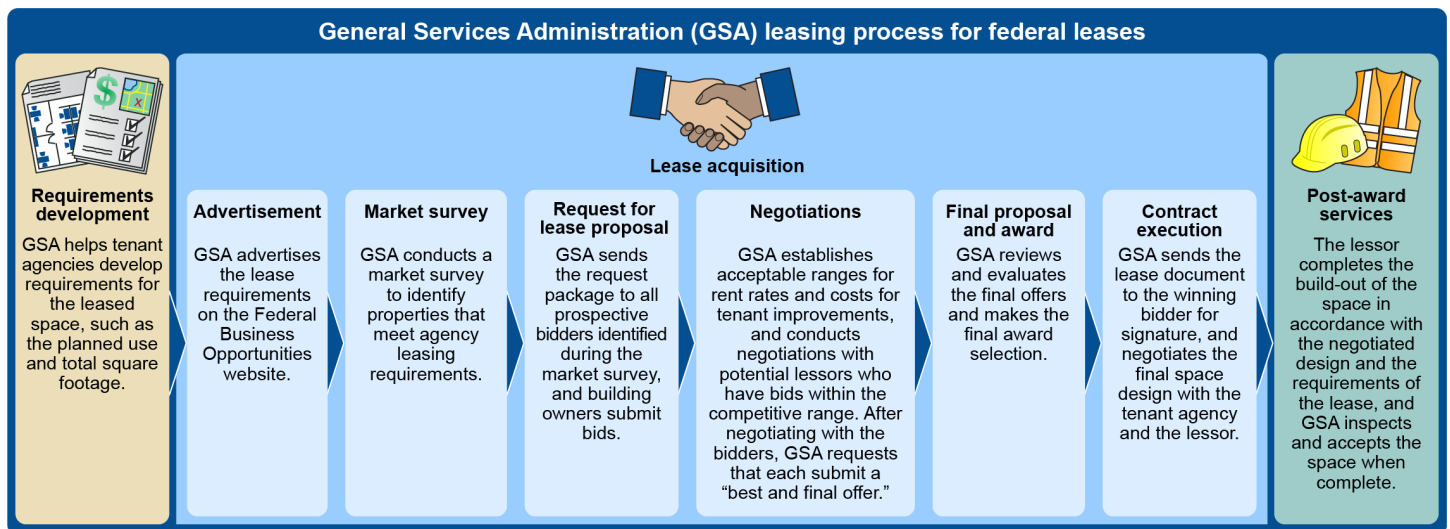 General Services Administration (GSA) leasing process for federal leases
$
X
Requirements
development
GSA helps tenant
agencies develop
requirements for
the leased
space, such as
the planned use
and total square
footage.
Lease acquisition
Advertisement
GSA advertises
the lease
requirements
on the Federal
Business
Opportunities
website.
Market survey
GSA conducts a
market survey
to identify
properties that
meet agency
leasing
requirements.
Request for
lease proposal
GSA sends
the request
package to all
prospective
bidders identified
during the
market survey,
and building
owners submit
bids.
Negotiations
GSA establishes
acceptable ranges for
rent rates and costs for
tenant improvements,
and conducts
negotiations with
potential lessors who
have bids within the
competitive range. After
negotiating with the
bidders, GSA requests
that each submit a
“best and final offer.”
Final proposal
and award
GSA reviews
and evaluates
the final offers
and makes the
final award
selection.
Contract
execution
GSA sends the
lease document
to the winning
bidder for
signature, and
negotiates the
final space
design with the
tenant agency
and the lessor.
Post-award
services
The lessor
completes the
build-out of the
space in
accordance with
the negotiated
design and the
requirements of
the lease, and
GSA inspects
and accepts the
space when
complete.